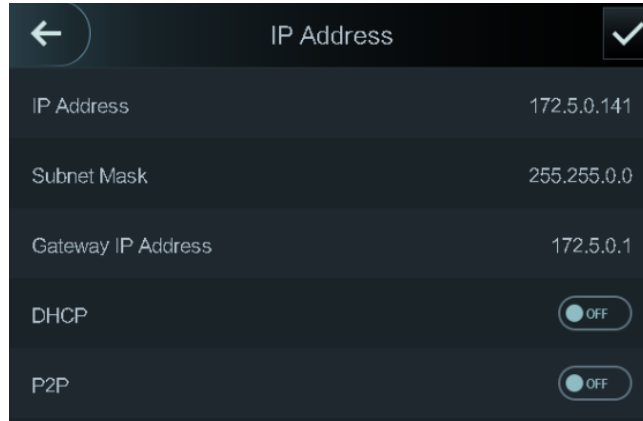 IP Address
IP Address 172.5.0.141
Subnet Mask 255.255.0.0
Gateway IP Address 172.5.0.1
DHCP OFF
P2P OFF